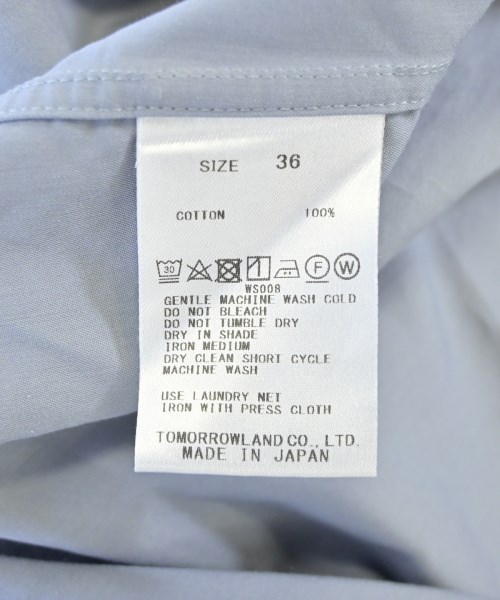 SIZE 36
COTTON 100%
30 F W
WS008
GENTLE MACHINE WASH COLD
DO NOT BLEACH
DO NOT TUMBLE DRY
DRY IN SHADE
IRON MEDIUM
DRY CLEAN SHORT CYCLE
MACHINE WASH
USE LAUNDRY NET
IRON WITH PRESS CLOTH
TOMORROWLAND CO., LTD.
MADE IN JAPAN